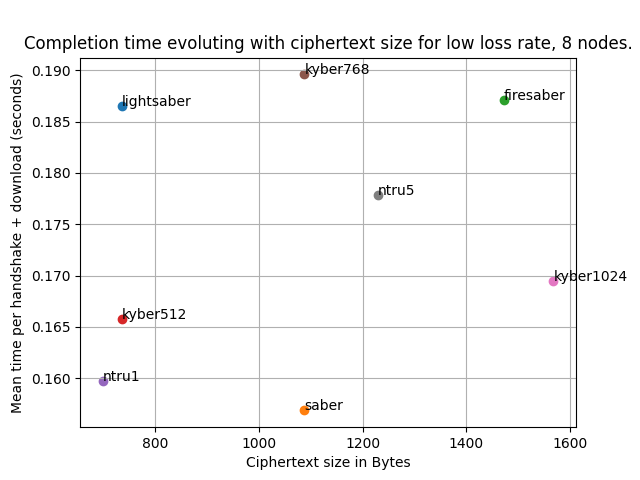 Completion time evoluting with ciphertext size for low loss rate, 8 nodes.
Mean time per handshake + download (seconds)
0.190
0.185
0.180
0.175
0.170
0.165
0.160
kyber768
lightsaber
firesaber
ntru5
kyber1024
kyber512
ntru1
saber
800
1000
1200
1400
1600
Ciphertext size in Bytes